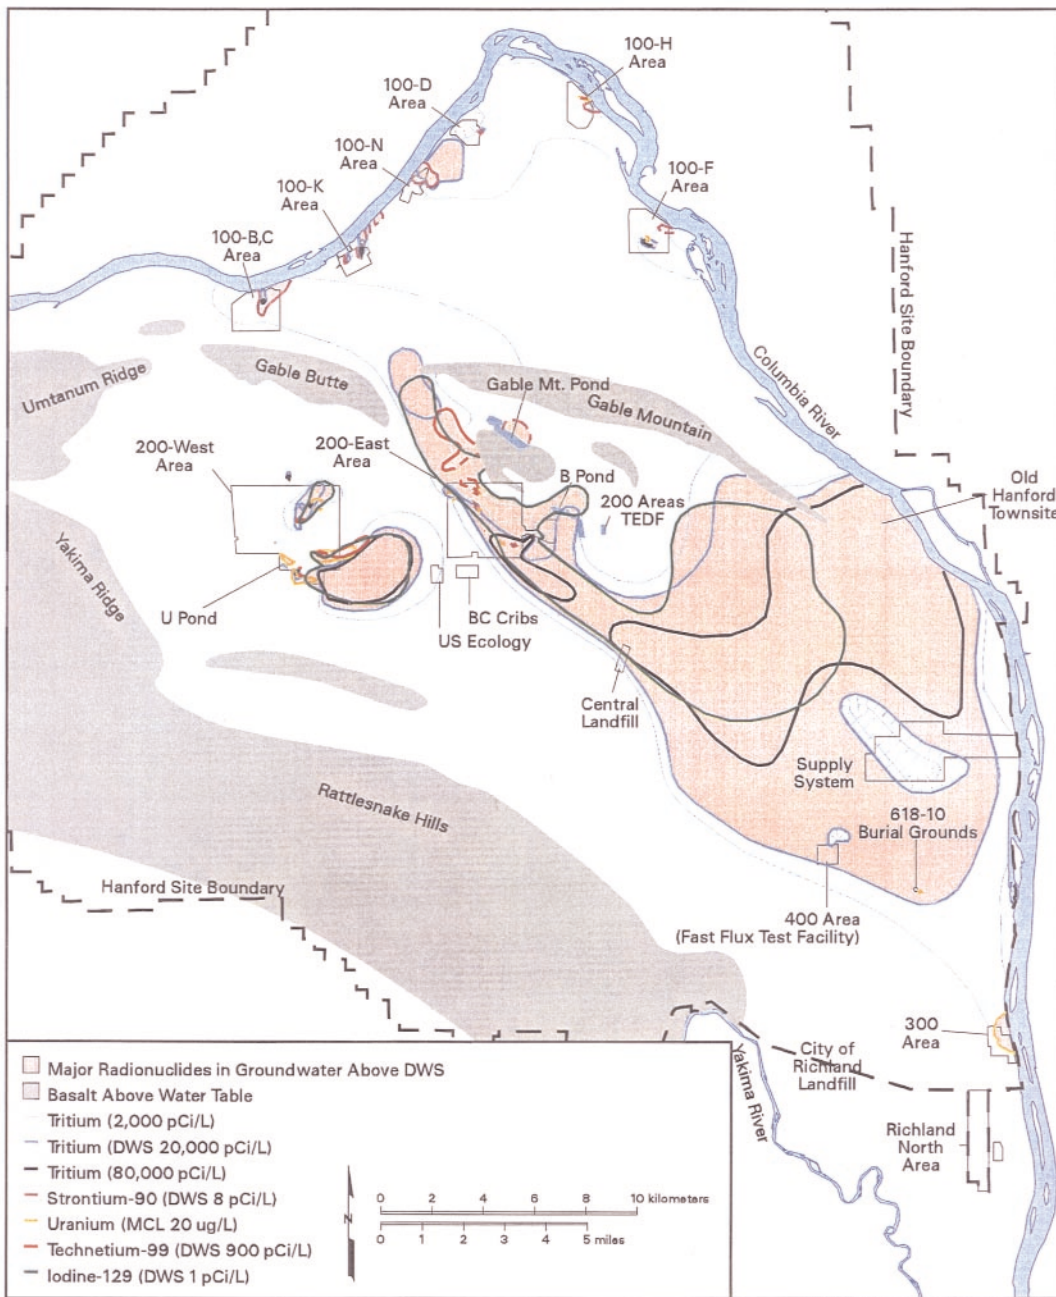 100-H
Area
100-D
Area
100-N
Area
100-F
Area
100-K
Area
100-B,C
Area
Hanford Site Boundary
Columbia River
Umtanum Ridge
Gable Butte
Gable Mt. Pond
Gable Mountain
200-West
Area
200-East
Area
B Pond
200 Areas
TEDF
Old
Hanford
Townsite
Yakima Ridge
U Pond
BC Cribs
US Ecology
Central
Landfill
Supply
System
Rattlesnake Hills
618-10
Burial Grounds
Hanford Site Boundary
400 Area
(Fast Flux Test Facility)
300
Area
City of
Richland
Landfill
Yakima River
Richland
North
Area
Major Radionuclides in Groundwater Above DWS
Basalt Above Water Table
Tritium (2,000 pCi/L)
Tritium (DWS 20,000 pCi/L)
Tritium (80,000 pCi/L)
Strontium-90 (DWS 8 pCi/L)
Uranium (MCL 20 ug/L)
Technetium-99 (DWS 900 pCi/L)
Iodine-129 (DWS 1 pCi/L)
N
0 2 4 6 8 10 kilometers
0 1 2 3 4 5 miles